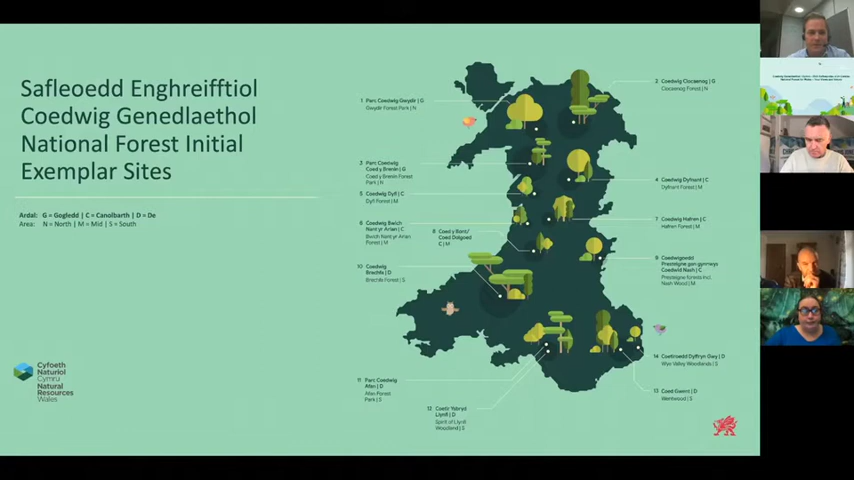 Safleoedd Enghreifftiol
Coedwig Genedlaethol
National Forest Initial
Exemplar Sites
Ardal: G = Gogledd | C = Canolbarth | D = De
Area: N = North | M = Mid | S = South
1 Parc Coedwig Gwydir | G
Gwydir Forest Park | N
2 Coedwig Clocaenog | G
Clocaenog Forest | N
3 Parc Coedwig
Coed y Brenin | G
Coed y Brenin Forest
Park | N
4 Coedwig Dyfnant | C
Dyfnant Forest | M
5 Coedwig Dyfi | C
Dyfi Forest | M
6 Coedwig Bwlch
Nant yr Arian | C
Bwlch Nant yr Arian
Forest | M
7 Coedwig Hafren | C
Hafren Forest | M
8 Coed y Bont/
Coed Dolgoed
C | M
9 Coedwigoedd
Presteigne gan gynnwys
Coedwid Nash | C
Presteigne forests incl.
Nash Wood | M
10 Coedwig
Brechfa | D
Brechfa Forest | S
11 Parc Coedwig
Afan | D
Afan Forest
Park | S
12 Coetir Ysbryd
Llynfi | D
Spirit of Llynfi
Woodland | S
13 Coed Gwent | D
Wentwood | S
14 Coetiroedd Dyffryn Gwy | D
Wye Valley Woodlands | S
Cyfoeth
Naturiol
Cymru
Natural
Resources
Wales